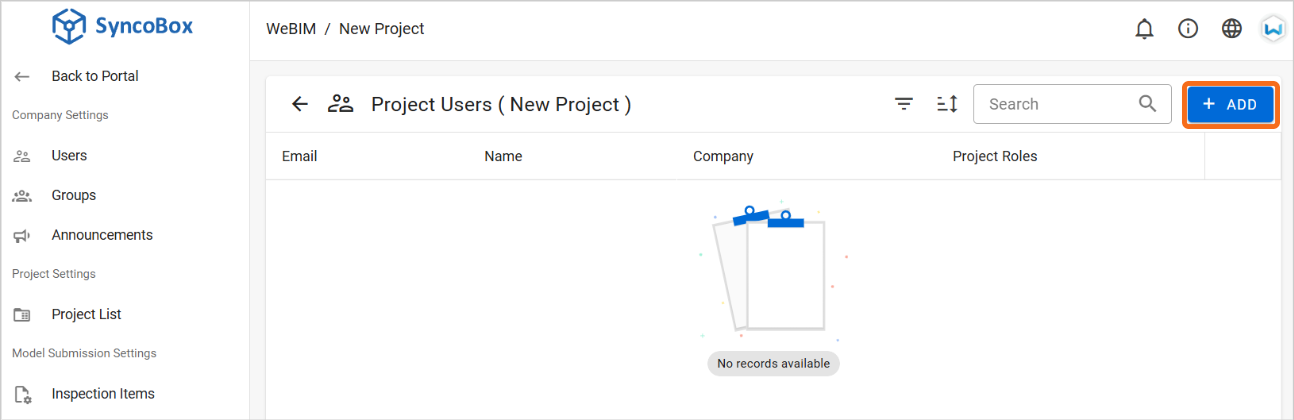 SyncoBox
WeBIM / New Project
Back to Portal
Company Settings
Users
Groups
Announcements
Project Settings
Project List
Model Submission Settings
Inspection Items
Project Users ( New Project )
Search
+ ADD
Email Name Company Project Roles
No records available